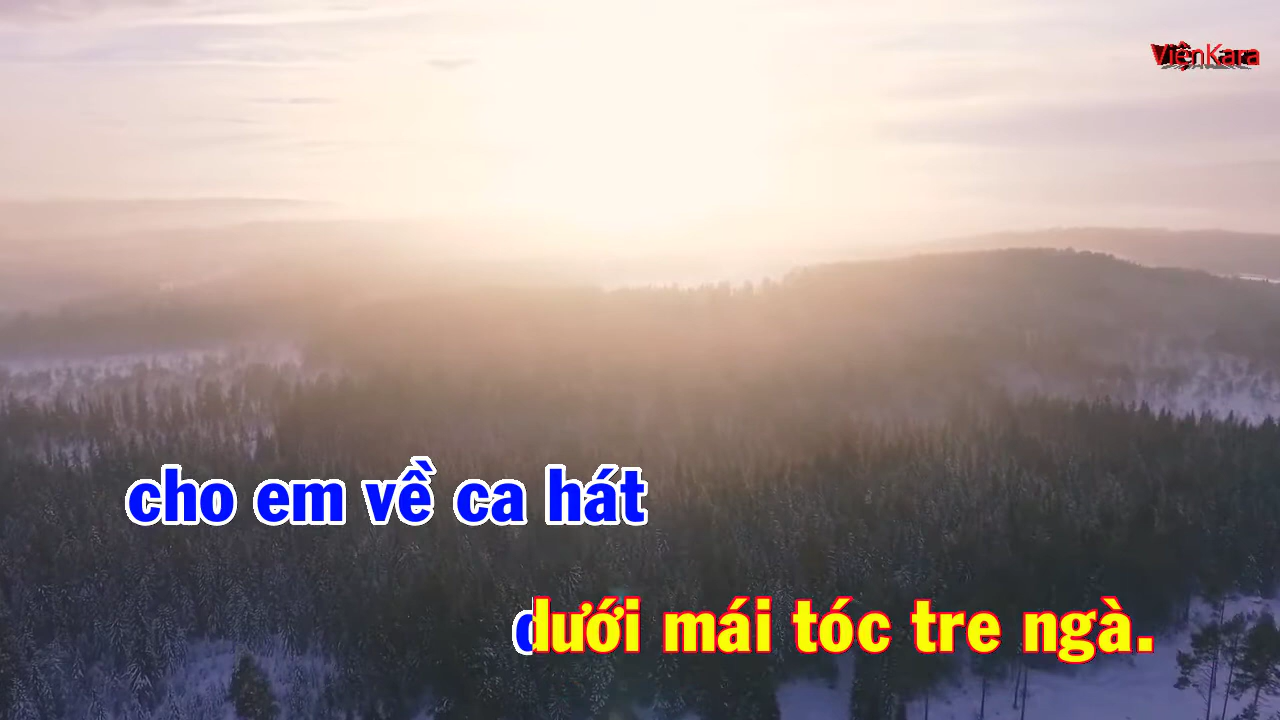 ViệnKara
cho em về ca hát
dưới mái tóc tre ngà.